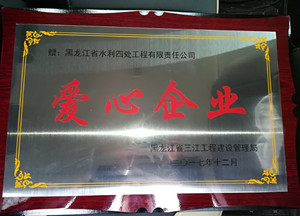 赠：黑龙江省水利四处工程有限责任公司
爱心企业
黑龙江省三江工程建设管理局
二〇一七年十二月